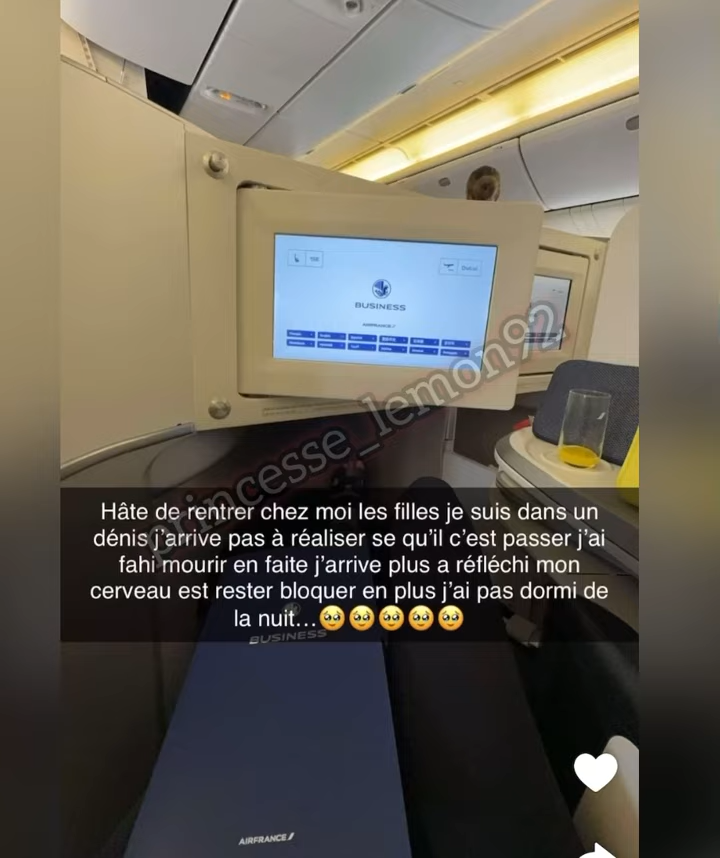 BUSINESS
AIRFRANCE
princesse_lemon92
Hâte de rentrer chez moi les filles je suis dans un
dénis j’arrive pas à réaliser se qu’il c’est passer j’ai
fahi mourir en faite j’arrive plus a réfléchi mon
cerveau est rester bloquer en plus j’ai pas dormi de
la nuit…🥹🥹🥹🥹🥹
BUSINESS
AIRFRANCE